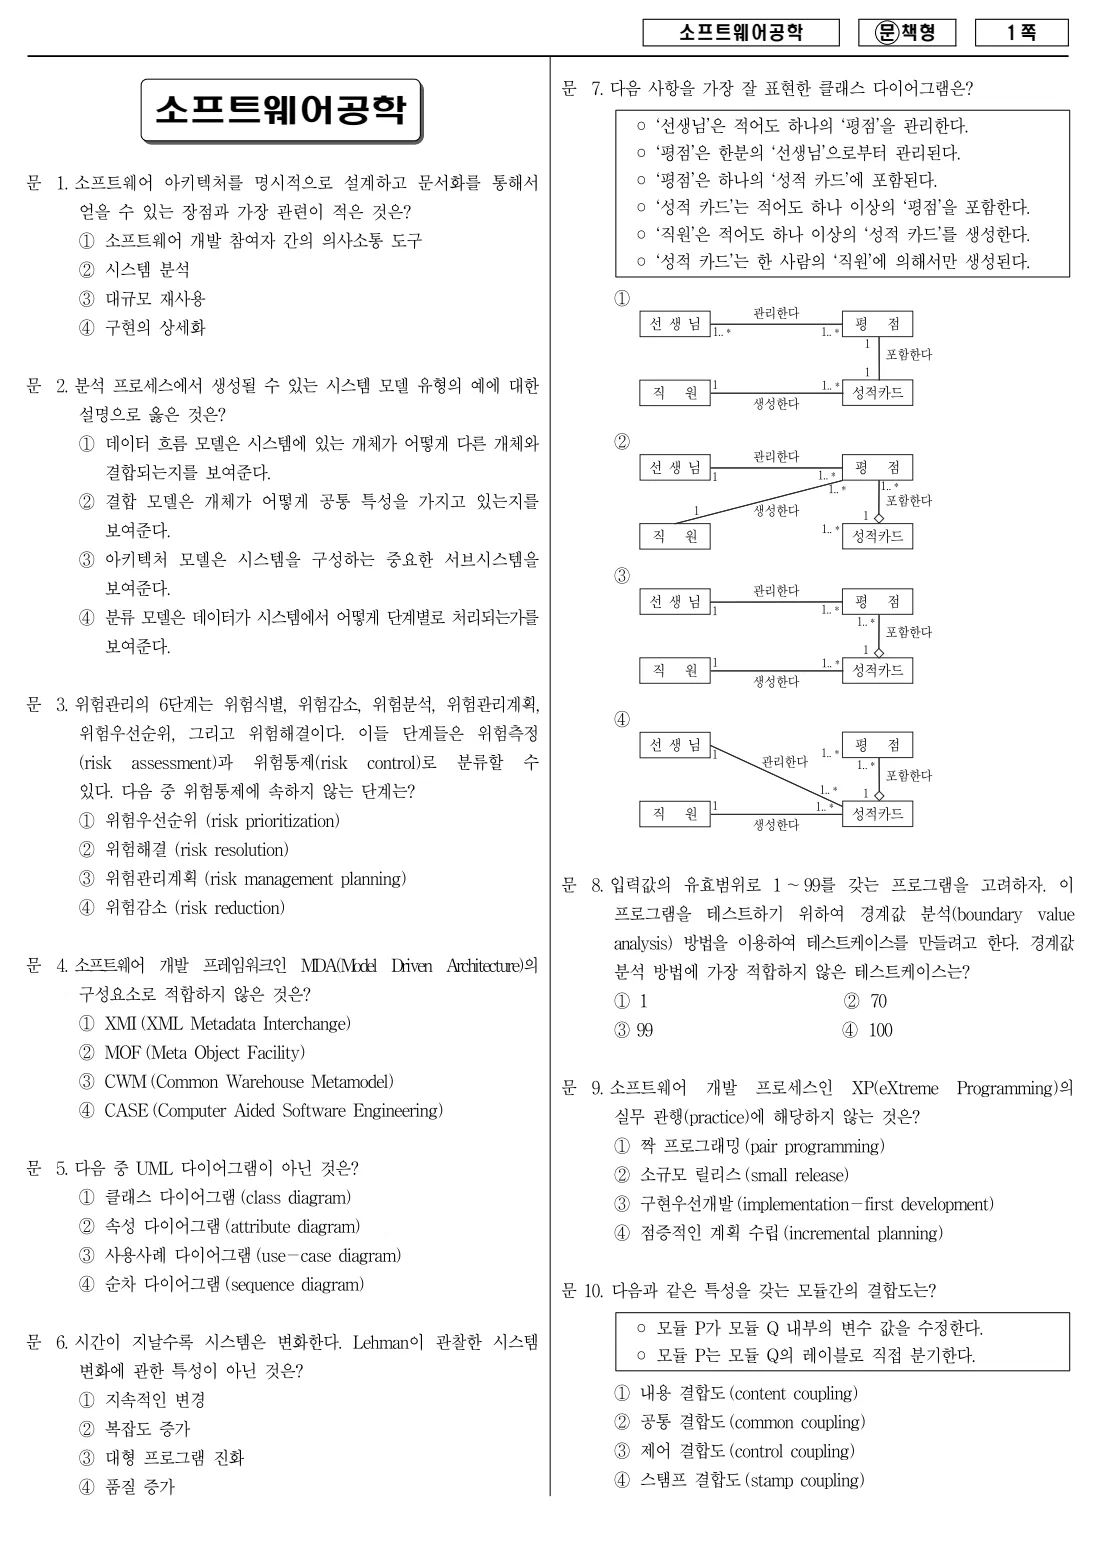 소프트웨어공학
문책형
1쪽
소프트웨어공학
문 1. 소프트웨어 아키텍처를 명시적으로 설계하고 문서화를 통해서
얻을 수 있는 장점과 가장 관련이 적은 것은?
① 소프트웨어 개발 참여자 간의 의사소통 도구
② 시스템 분석
③ 대규모 재사용
④ 구현의 상세화
문 2. 분석 프로세스에서 생성될 수 있는 시스템 모델 유형의 예에 대한
설명으로 옳은 것은?
① 데이터 흐름 모델은 시스템에 있는 개체가 어떻게 다른 개체와
결합되는지를 보여준다.
② 결합 모델은 개체가 어떻게 공통 특성을 가지고 있는지를
보여준다.
③ 아키텍처 모델은 시스템을 구성하는 중요한 서브시스템을
보여준다.
④ 분류 모델은 데이터가 시스템에서 어떻게 단계별로 처리되는가를
보여준다.
문 3. 위험관리의 6단계는 위험식별, 위험감소, 위험분석, 위험관리계획,
위험우선순위, 그리고 위험해결이다. 이들 단계들은 위험측정
(risk assessment)과 위험통제(risk control)로 분류할 수
있다. 다음 중 위험통제에 속하지 않는 단계는?
① 위험우선순위 (risk prioritization)
② 위험해결 (risk resolution)
③ 위험관리계획 (risk management planning)
④ 위험감소 (risk reduction)
문 4. 소프트웨어 개발 프레임워크인 MDA(Model Driven Architecture)의
구성요소로 적합하지 않은 것은?
① XMI (XML Metadata Interchange)
② MOF (Meta Object Facility)
③ CWM (Common Warehouse Metamodel)
④ CASE (Computer Aided Software Engineering)
문 5. 다음 중 UML 다이어그램이 아닌 것은?
① 클래스 다이어그램 (class diagram)
② 속성 다이어그램 (attribute diagram)
③ 사용사례 다이어그램 (use-case diagram)
④ 순차 다이어그램 (sequence diagram)
문 6. 시간이 지날수록 시스템은 변화한다. Lehman이 관찰한 시스템
변화에 관한 특성이 아닌 것은?
① 지속적인 변경
② 복잡도 증가
③ 대형 프로그램 진화
④ 품질 증가
문 7. 다음 사항을 가장 잘 표현한 클래스 다이어그램은?
○ ‘선생님’은 적어도 하나의 ‘평점’을 관리한다.
○ ‘평점’은 한분의 ‘선생님’으로부터 관리된다.
○ ‘평점’은 하나의 ‘성적 카드’에 포함된다.
○ ‘성적 카드’는 적어도 하나 이상의 ‘평점’을 포함한다.
○ ‘직원’은 적어도 하나 이상의 ‘성적 카드’를 생성한다.
○ ‘성적 카드’는 한 사람의 ‘직원’에 의해서만 생성된다.
①
선 생 님 관리한다 평 점
1.. * 1.. *
1
포함한다
1
직 원 1 1.. * 성적카드
생성한다
②
선 생 님 관리한다 평 점
1 1.. *
1.. * 1.. *
포함한다
1 생성한다 1
직 원 1.. * 성적카드
③
선 생 님 관리한다 평 점
1 1.. *
1.. *
포함한다
1
직 원 1 1.. * 성적카드
생성한다
④
선 생 님 평 점
1 관리한다 1.. *
1.. *
포함한다
1.. * 1
직 원 1 1.. * 성적카드
생성한다
문 8. 입력값의 유효범위로 1 ~ 99를 갖는 프로그램을 고려하자. 이
프로그램을 테스트하기 위하여 경계값 분석(boundary value
analysis) 방법을 이용하여 테스트케이스를 만들려고 한다. 경계값
분석 방법에 가장 적합하지 않은 테스트케이스는?
① 1 ② 70
③ 99 ④ 100
문 9. 소프트웨어 개발 프로세스인 XP(eXtreme Programming)의
실무 관행(practice)에 해당하지 않는 것은?
① 짝 프로그래밍 (pair programming)
② 소규모 릴리스 (small release)
③ 구현우선개발 (implementation-first development)
④ 점증적인 계획 수립 (incremental planning)
문 10. 다음과 같은 특성을 갖는 모듈간의 결합도는?
○ 모듈 P가 모듈 Q 내부의 변수 값을 수정한다.
○ 모듈 P는 모듈 Q의 레이블로 직접 분기한다.
① 내용 결합도 (content coupling)
② 공통 결합도 (common coupling)
③ 제어 결합도 (control coupling)
④ 스탬프 결합도 (stamp coupling)